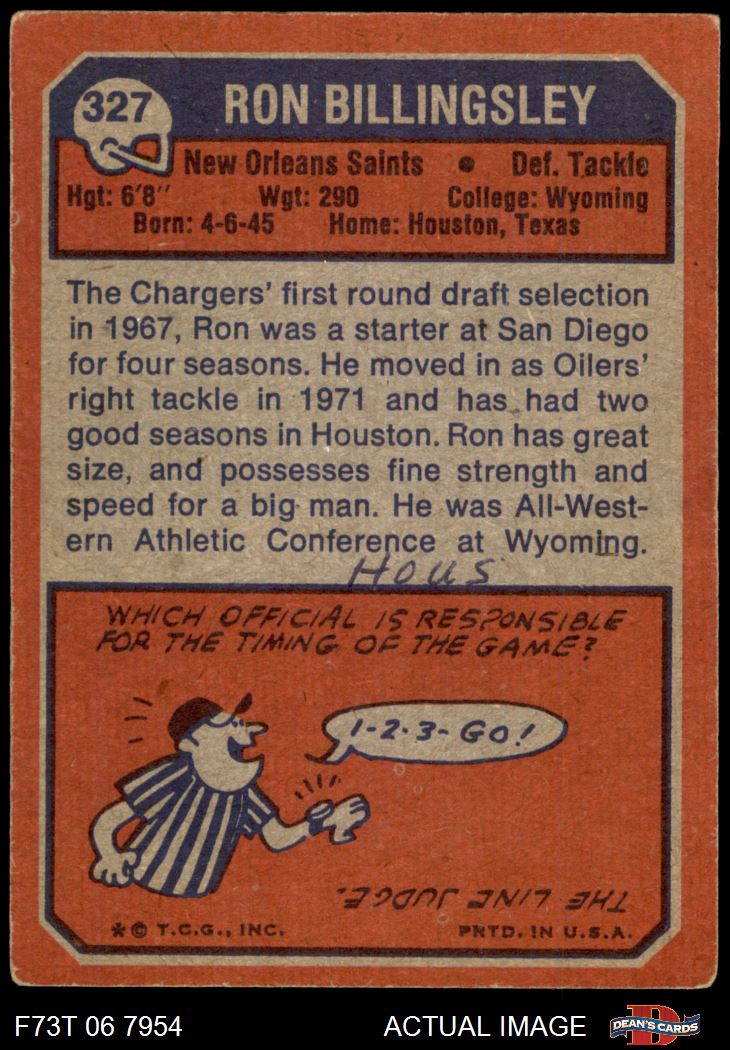 327
RON BILLINGSLEY
New Orleans Saints • Def. Tackle
Hgt: 6'8" Wgt: 290 College: Wyoming
Born: 4-6-45 Home: Houston, Texas
The Chargers' first round draft selection
in 1967, Ron was a starter at San Diego
for four seasons. He moved in as Oilers'
right tackle in 1971 and has had two
good seasons in Houston. Ron has great
size, and possesses fine strength and
speed for a big man. He was All-West-
ern Athletic Conference at Wyoming.
HOUS
WHICH OFFICIAL IS RESPONSIBLE
FOR THE TIMING OF THE GAME?
1-2-3-GO!
THE LINE JUDGE.
*© T.C.G., INC. PRTD. IN U.S.A.
F73T 06 7954 ACTUAL IMAGE DEAN'S CARDS